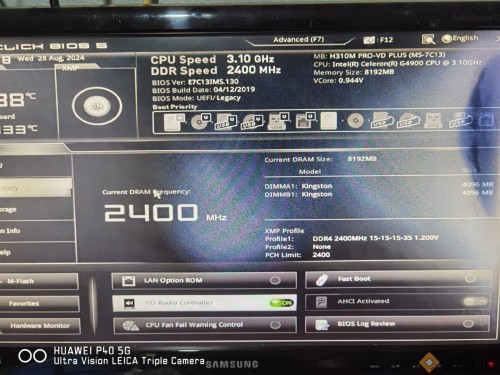 CLICK BIOS 5
Advanced (F7)
: F12
English
8 Wed 28 Aug, 2024
XMP
CPU Speed 3.10 GHz
DDR Speed 2400 MHz
BIOS Ver: E7C13IMS.130
BIOS Build Date: 04/12/2019
BIOS Mode: UEFI/Legacy
Boot Priority
MB: H310M PRO-VD PLUS (MS-7C13)
CPU: Intel(R) Celeron(R) G4900 CPU @ 3.10GHz
Memory Size: 8192MB
VCore: 0.944V
38°C
33°C
Current DRAM Size: 8192MB
Model
DIMMA1: Kingston 4096 MB
DIMMB1: Kingston 4096 MB
Current DRAM Frequency:
2400 MHz
XMP Profile
Profile1: DDR4 2400MHz 15-15-15-35 1.200V
Profile2: None
PCH Limit: 2400
M-Flash
Favorites
Hardware Monitor
LAN Option ROM
HD Audio Controller ON
CPU Fan Fail Warning Control
Fast Boot
AHCI Activated
BIOS Log Review
SAMSUNG
HUAWEI P40 5G
Ultra Vision LEICA Triple Camera